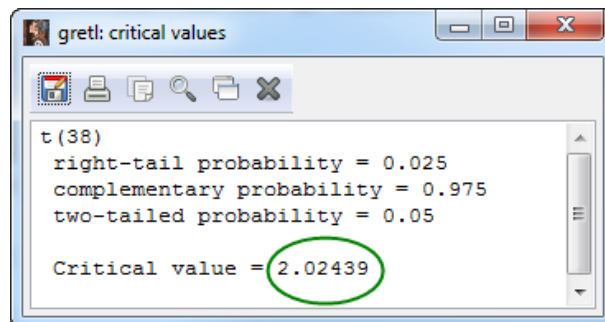 gretl: critical values
t(38)
right-tail probability = 0.025
complementary probability = 0.975
two-tailed probability = 0.05
Critical value = 2.02439